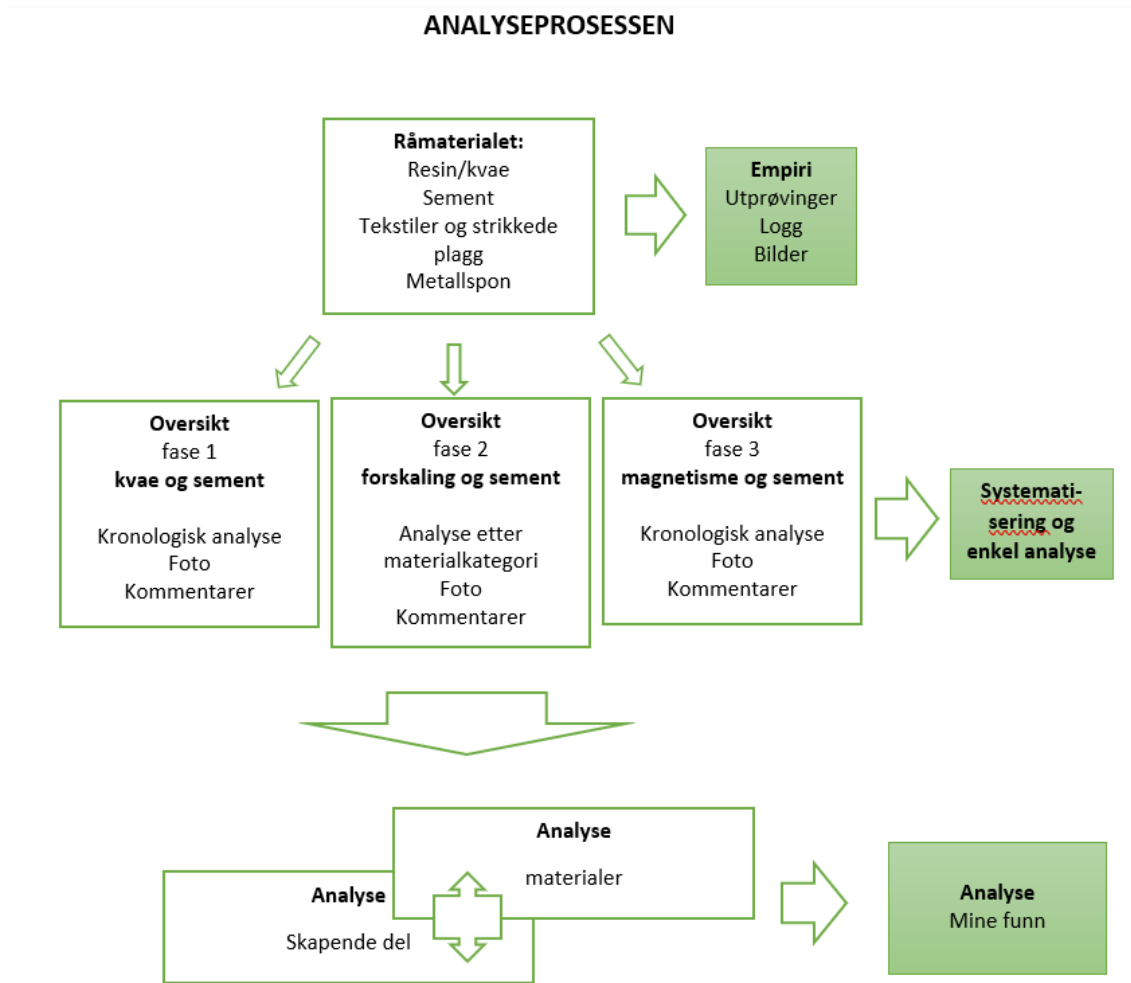 ANALYSEPROSESSEN
Råmaterialet:
Resin/kvae
Sement
Tekstiler og strikkede
plagg
Metallspon
Empiri
Utprøvinger
Logg
Bilder
Oversikt
fase 1
kvae og sement
Kronologisk analyse
Foto
Kommentarer
Oversikt
fase 2
forskaling og sement
Analyse etter
materialkategori
Foto
Kommentarer
Oversikt
fase 3
magnetisme og sement
Kronologisk analyse
Foto
Kommentarer
Systemati-
sering og
enkel analyse
Analyse
materialer
Analyse
Skapende del
Analyse
Mine funn